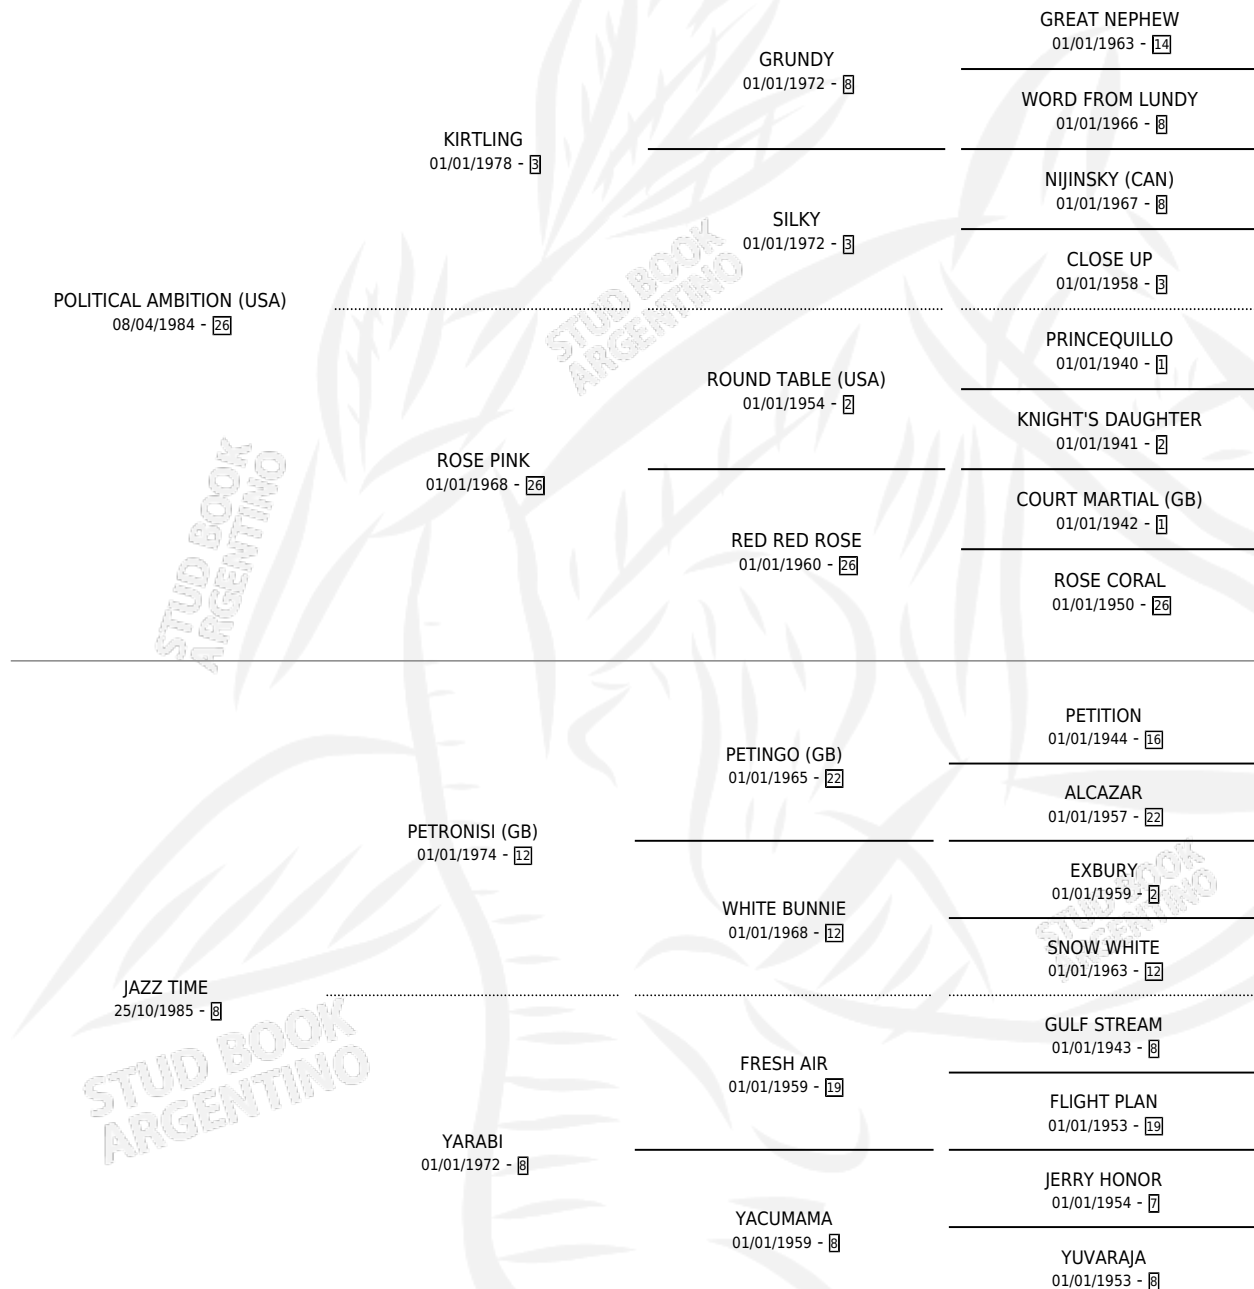 GREAT NEPHEW
01/01/1963 - 14
GRUNDY
01/01/1972 - 8
WORD FROM LUNDY
01/01/1966 - 8
KIRTLING
01/01/1978 - 3
NIJINSKY (CAN)
01/01/1967 - 8
SILKY
01/01/1972 - 3
CLOSE UP
01/01/1958 - 3
POLITICAL AMBITION (USA)
08/04/1984 - 26
PRINCEQUILLO
01/01/1940 - 1
ROUND TABLE (USA)
01/01/1954 - 2
KNIGHT'S DAUGHTER
01/01/1941 - 2
ROSE PINK
01/01/1968 - 26
COURT MARTIAL (GB)
01/01/1942 - 1
RED RED ROSE
01/01/1960 - 26
ROSE CORAL
01/01/1950 - 26
PETITION
01/01/1944 - 16
PETINGO (GB)
01/01/1965 - 22
ALCAZAR
01/01/1957 - 22
PETRONISI (GB)
01/01/1974 - 12
EXBURY
01/01/1959 - 2
WHITE BUNNIE
01/01/1968 - 12
SNOW WHITE
01/01/1963 - 12
JAZZ TIME
25/10/1985 - 8
GULF STREAM
01/01/1943 - 8
FRESH AIR
01/01/1959 - 19
FLIGHT PLAN
01/01/1953 - 19
YARABI
01/01/1972 - 8
JERRY HONOR
01/01/1954 - 7
YACUMAMA
01/01/1959 - 8
YUVARAJA
01/01/1953 - 8
STUD BOOK
ARGENTINO
STUD BOOK
ARGENTINO
STUD BOOK
ARGENTINO
STUD BOOK
ARGENTINO